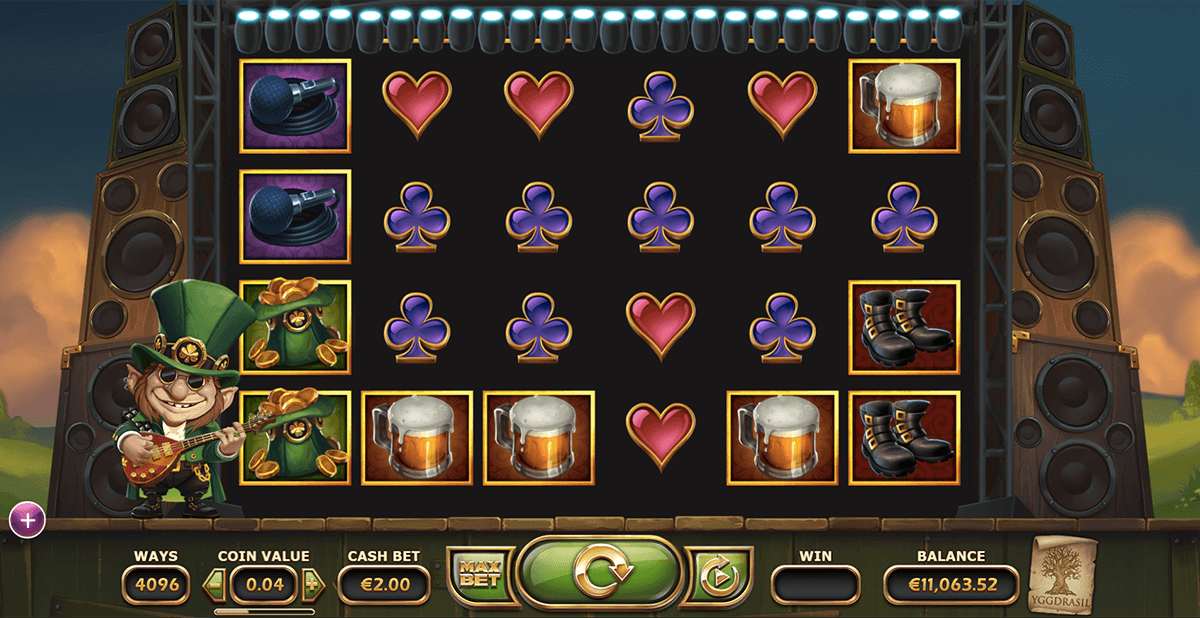 WAYS
4096
COIN VALUE
0.04
CASH BET
€2.00
MAX
BET
WIN
BALANCE
€11,063.52
YGGDRASIL